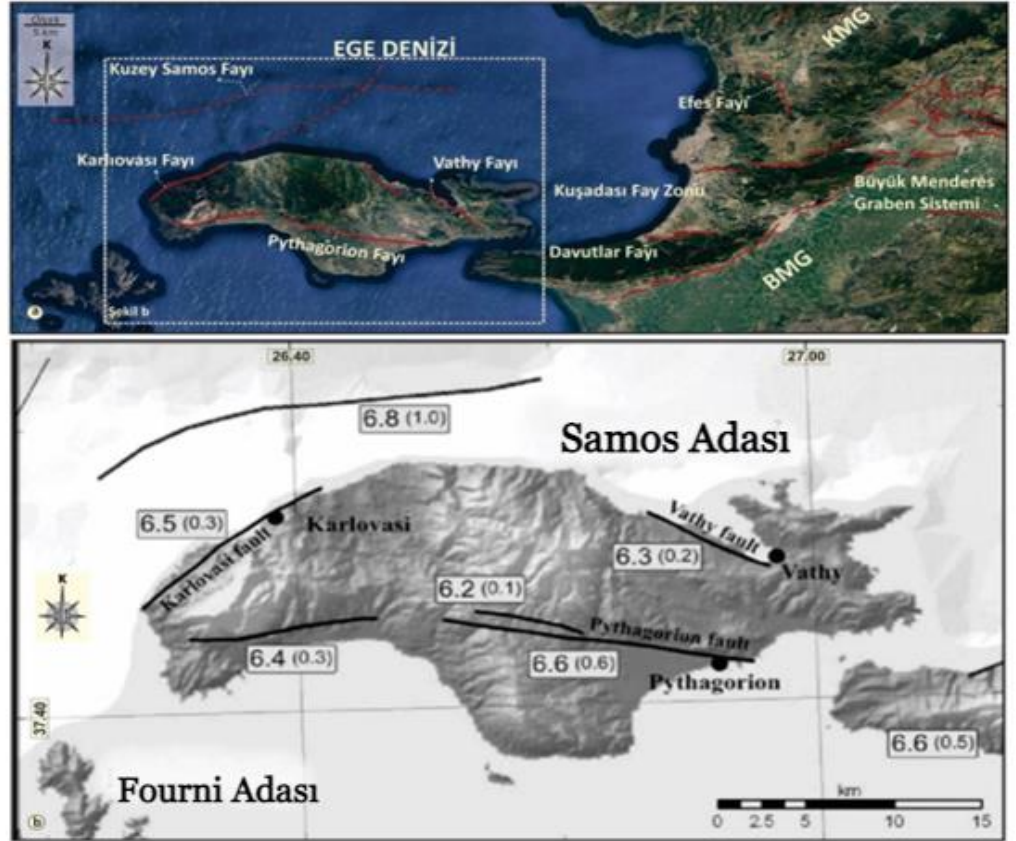 Ölçek
5 km
K
EGE DENİZİ
KMG
Kuzey Samos Fayı
Efes Fayı
Karlıovası Fayı
Vathy Fayı
Kuşadası Fay Zonu
Büyük Menderes
Graben Sistemi
Pythagorion Fayı
Davutlar Fayı
BMG
Şekil b
a
26.40
27.00
6.8 (1.0)
Samos Adası
6.5 (0.3)
Karlovasi
Karlovasi fault
Vathy fault
6.3 (0.2)
Vathy
K
6.2 (0.1)
Pythagorion fault
6.4 (0.3)
6.6 (0.6)
Pythagorion
37.40
6.6 (0.5)
Fourni Adası
km
0 2.5 5 10 15
b